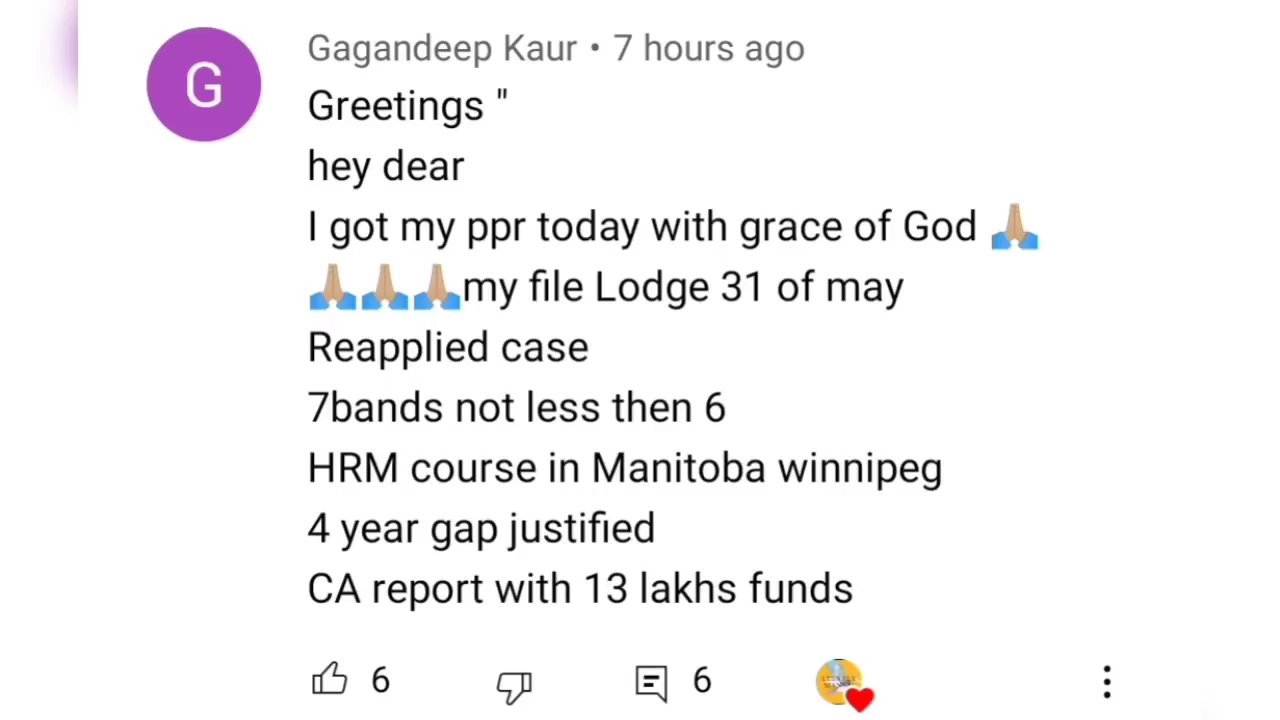 G
Gagandeep Kaur • 7 hours ago
Greetings "
hey dear
I got my ppr today with grace of God 🙏🏼
🙏🏼🙏🏼🙏🏼my file Lodge 31 of may
Reapplied case
7bands not less then 6
HRM course in Manitoba winnipeg
4 year gap justified
CA report with 13 lakhs funds
6 6